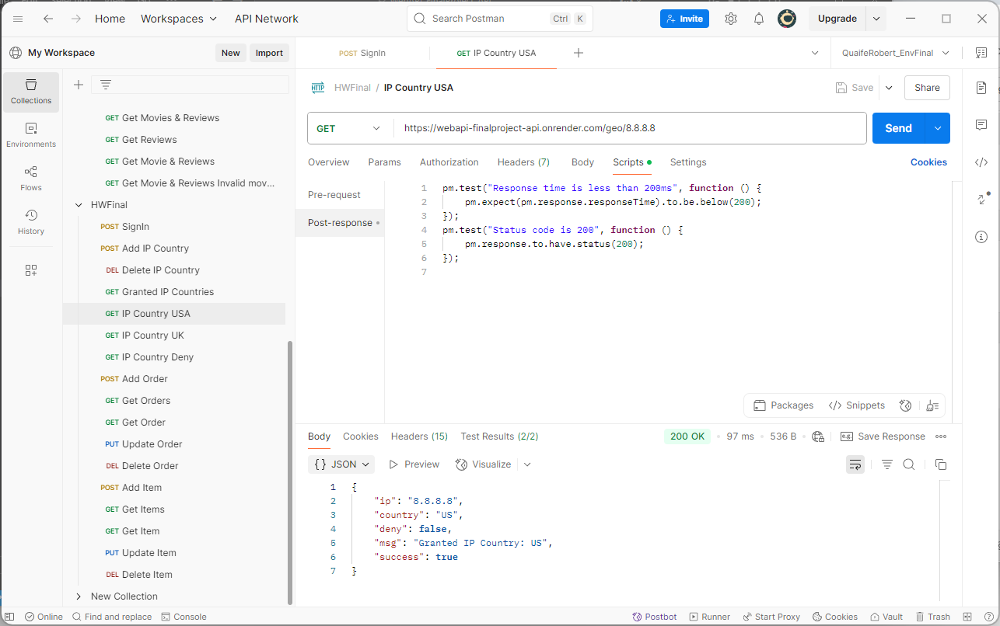 Home Workspaces API Network Search Postman Ctrl K Invite Upgrade
My Workspace New Import POST SignIn GET IP Country USA QuaifeRobert_EnvFinal
Collections
Environments
Flows
History
GET Get Movies & Reviews
GET Get Reviews
GET Get Movie & Reviews
GET Get Movie & Reviews Invalid mov...
HWFinal
POST SignIn
POST Add IP Country
DEL Delete IP Country
GET Granted IP Countries
GET IP Country USA
GET IP Country UK
GET IP Country Deny
POST Add Order
GET Get Orders
GET Get Order
PUT Update Order
DEL Delete Order
POST Add Item
GET Get Items
GET Get Item
PUT Update Item
DEL Delete Item
New Collection
HTTP HWFinal / IP Country USA Save Share
GET https://webapi-finalproject-api.onrender.com/geo/8.8.8.8 Send
Overview Params Authorization Headers (7) Body Scripts Settings Cookies
Pre-request
Post-response
1 pm.test("Response time is less than 200ms", function () {
2 pm.expect(pm.response.responseTime).to.be.below(200);
3 });
4 pm.test("Status code is 200", function () {
5 pm.response.to.have.status(200);
6 });
7
Packages Snippets
Body Cookies Headers (15) Test Results (2/2) 200 OK 97 ms 536 B e.g. Save Response
{} JSON Preview Visualize
1 {
2 "ip": "8.8.8.8",
3 "country": "US",
4 "deny": false,
5 "msg": "Granted IP Country: US",
6 "success": true
7 }
Online Find and replace Console Postbot Runner Start Proxy Cookies Vault Trash